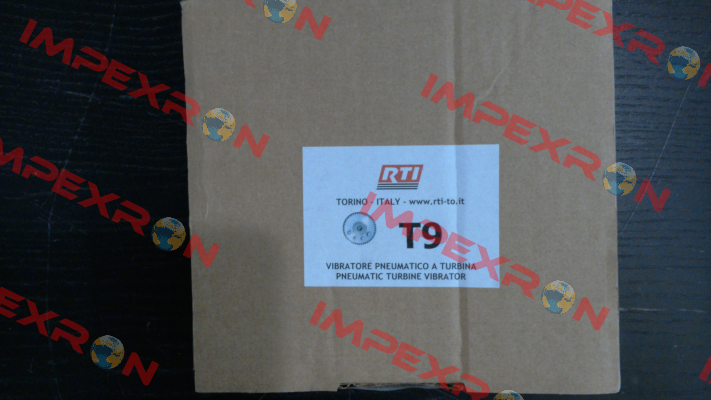 RTI
TORINO - ITALY - www.rti-to.it
T9
VIBRATORE PNEUMATICO A TURBINA
PNEUMATIC TURBINE VIBRATOR
IMPEXRON
IMPEXRON
IMPEXRON
IMPEXRON
IMPEXRON
IMPEXRON